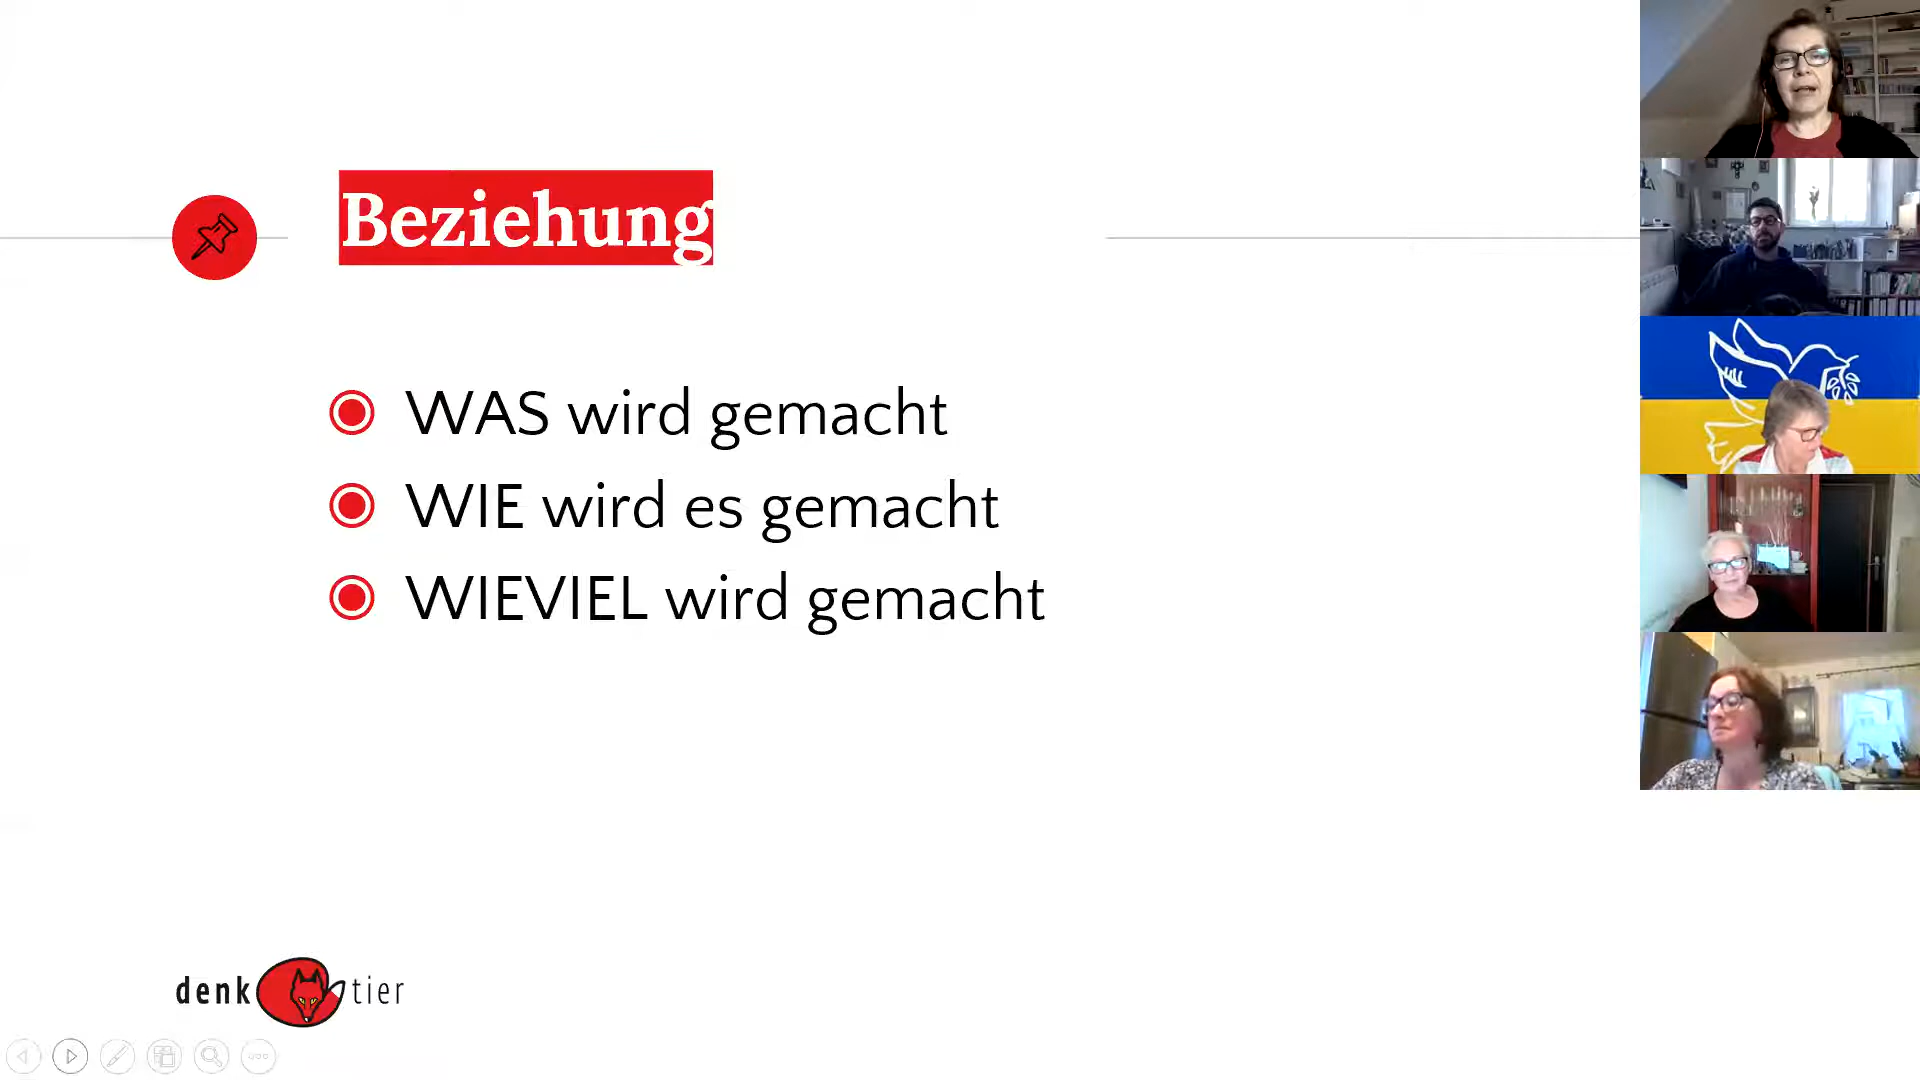 Beziehung
WAS wird gemacht
WIE wird es gemacht
WIEVIEL wird gemacht
denk tier